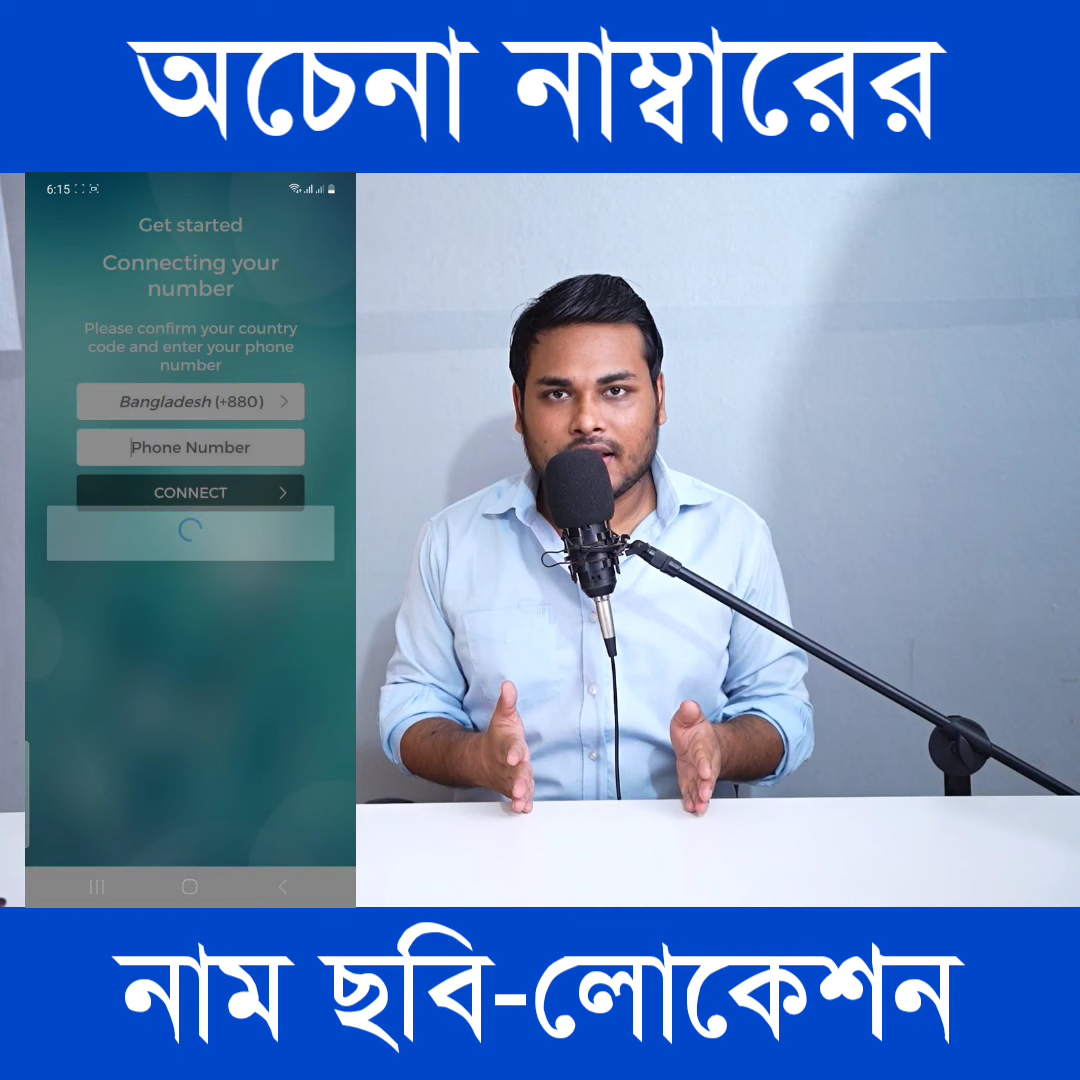 অচেনা নাম্বারের
6:15
Get started
Connecting your
number
Please confirm your country
code and enter your phone
number
Bangladesh (+880)
Phone Number
CONNECT
নাম ছবি-লোকেশন